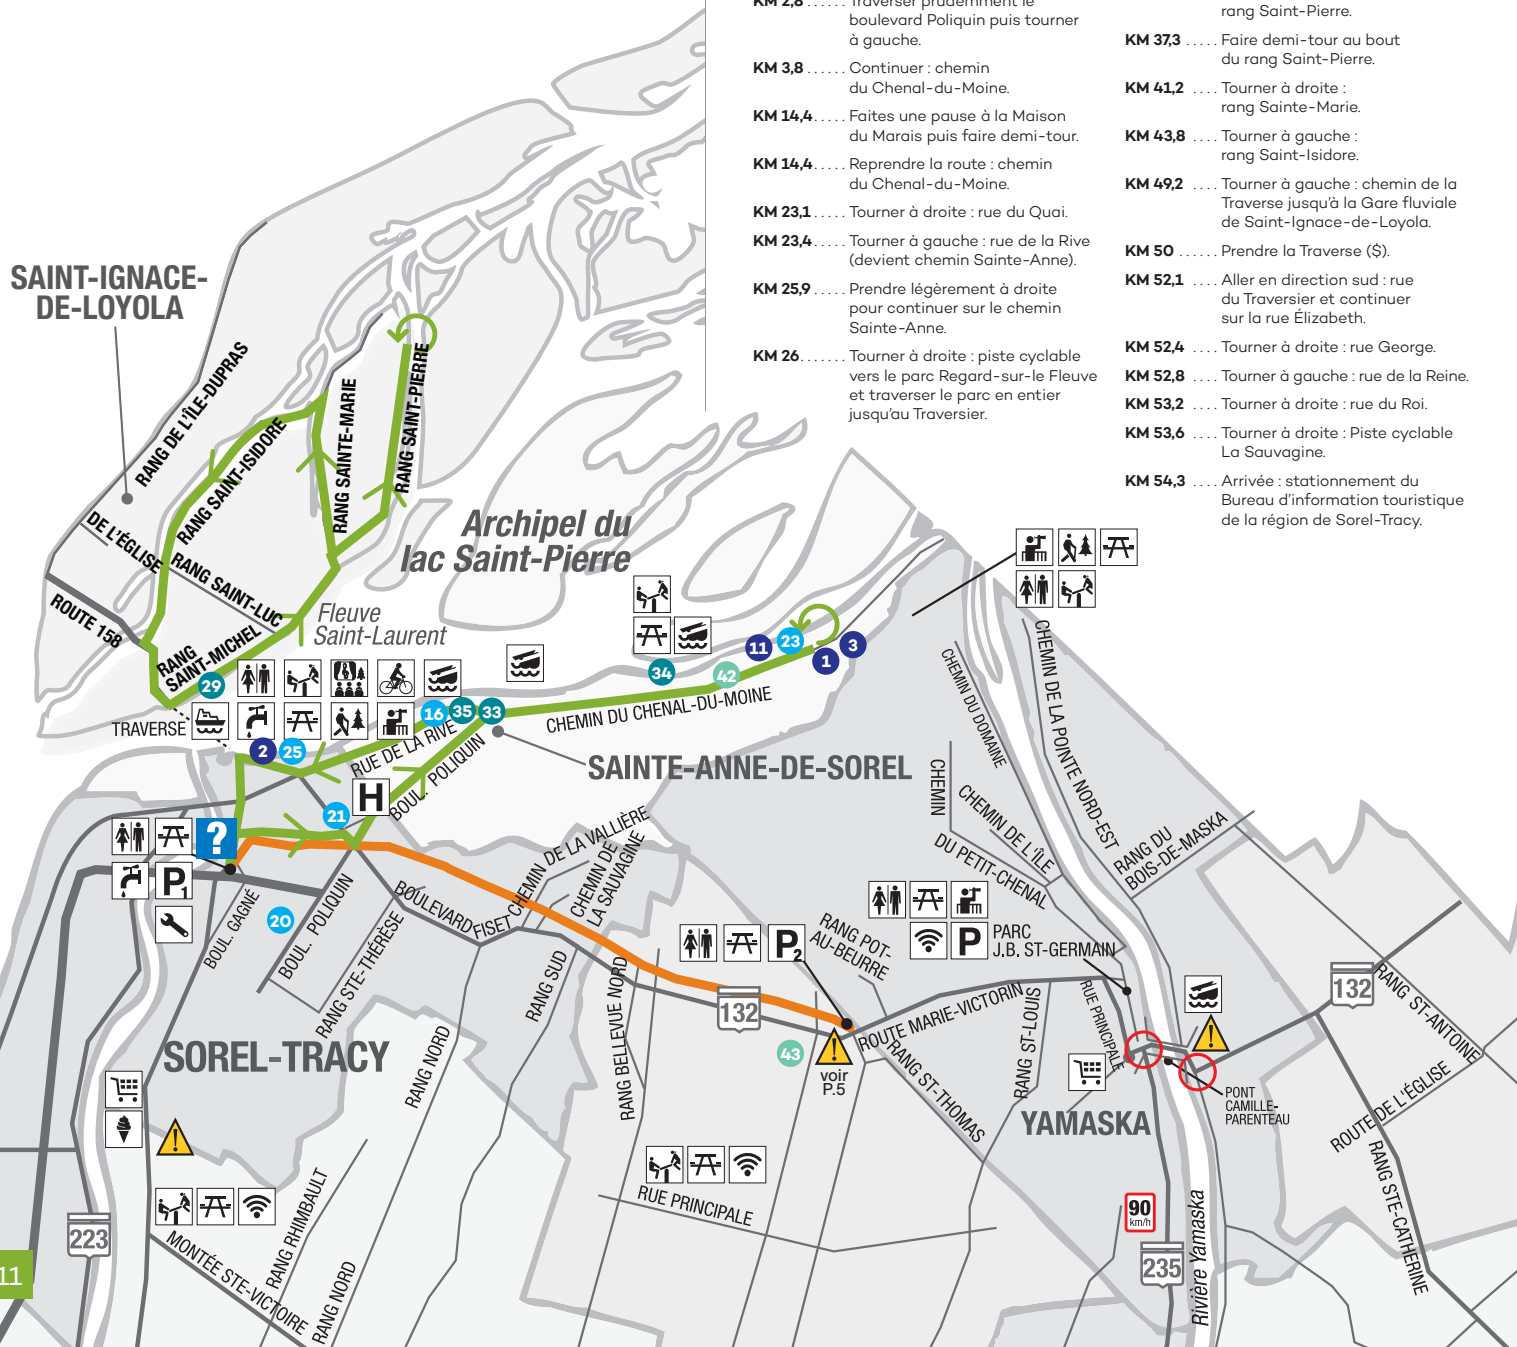 KM 2,8 ...... Traverser prudemment le
boulevard Poliquin puis tourner
à gauche.
KM 3,8 ...... Continuer : chemin
du Chenal-du-Moine.
KM 14,4 ..... Faites une pause à la Maison
du Marais puis faire demi-tour.
KM 14,4 ..... Reprendre la route : chemin
du Chenal-du-Moine.
KM 23,1 ..... Tourner à droite : rue du Quai.
KM 23,4 ..... Tourner à gauche : rue de la Rive
(devient chemin Sainte-Anne).
KM 25,9 ..... Prendre légèrement à droite
pour continuer sur le chemin
Sainte-Anne.
KM 26 ....... Tourner à droite : piste cyclable
vers le parc Regard-sur-le Fleuve
et traverser le parc en entier
jusqu'au Traversier.
rang Saint-Pierre.
KM 37,3 ..... Faire demi-tour au bout
du rang Saint-Pierre.
KM 41,2 .... Tourner à droite :
rang Sainte-Marie.
KM 43,8 .... Tourner à gauche :
rang Saint-Isidore.
KM 49,2 .... Tourner à gauche : chemin de la
Traverse jusqu'à la Gare fluviale
de Saint-Ignace-de-Loyola.
KM 50 ...... Prendre la Traverse ($).
KM 52,1 .... Aller en direction sud : rue
du Traversier et continuer
sur la rue Élizabeth.
KM 52,4 .... Tourner à droite : rue George.
KM 52,8 .... Tourner à gauche : rue de la Reine.
KM 53,2 .... Tourner à droite : rue du Roi.
KM 53,6 .... Tourner à droite : Piste cyclable
La Sauvagine.
KM 54,3 .... Arrivée : stationnement du
Bureau d'information touristique
de la région de Sorel-Tracy.
SAINT-IGNACE-
DE-LOYOLA
RANG DE L'ÎLE-DUPRAS
RANG SAINT-ISIDORE
RANG SAINTE-MARIE
RANG SAINT-PIERRE
DE L'ÉGLISE
RANG SAINT-LUC
ROUTE 158
RANG
SAINT-MICHEL
Archipel du
lac Saint-Pierre
Fleuve
Saint-Laurent
29
TRAVERSE
2
25
16
35
33
34
42
11
23
1
3
RUE DE LA RIVE
BOUL. POLIQUIN
CHEMIN DU CHENAL-DU-MOINE
SAINTE-ANNE-DE-SOREL
H
21
?
P1
20
BOUL. GAGNÉ
BOUL. POLIQUIN
RANG STE-THÉRÈSE
BOULEVARD FISET
CHEMIN DE LA VALLIÈRE
CHEMIN DE
LA SAUVAGINE
CHEMIN DU DOMAINE
CHEMIN DE LA POINTE NORD-EST
CHEMIN
DU PETIT-CHENAL
CHEMIN DE L'ÎLE
RANG DU
BOIS-DE-MASKA
P2
RANG POT-
AU-BEURRE
P
PARC
J.B. ST-GERMAIN
SOREL-TRACY
RANG NORD
RANG SUD
RANG BELLEVUE NORD
132
43
voir
P.5
ROUTE MARIE-VICTORIN
RANG ST-THOMAS
RANG ST-LOUIS
RUE PRINCIPALE
YAMASKA
PONT
CAMILLE-
PARENTEAU
132
RANG ST-ANTOINE
ROUTE DE L'ÉGLISE
RANG STE-CATHERINE
RUE PRINCIPALE
90
km/h
235
Rivière Yamaska
223
MONTÉE STE-VICTOIRE
RANG RHIMBAULT
RANG NORD
11